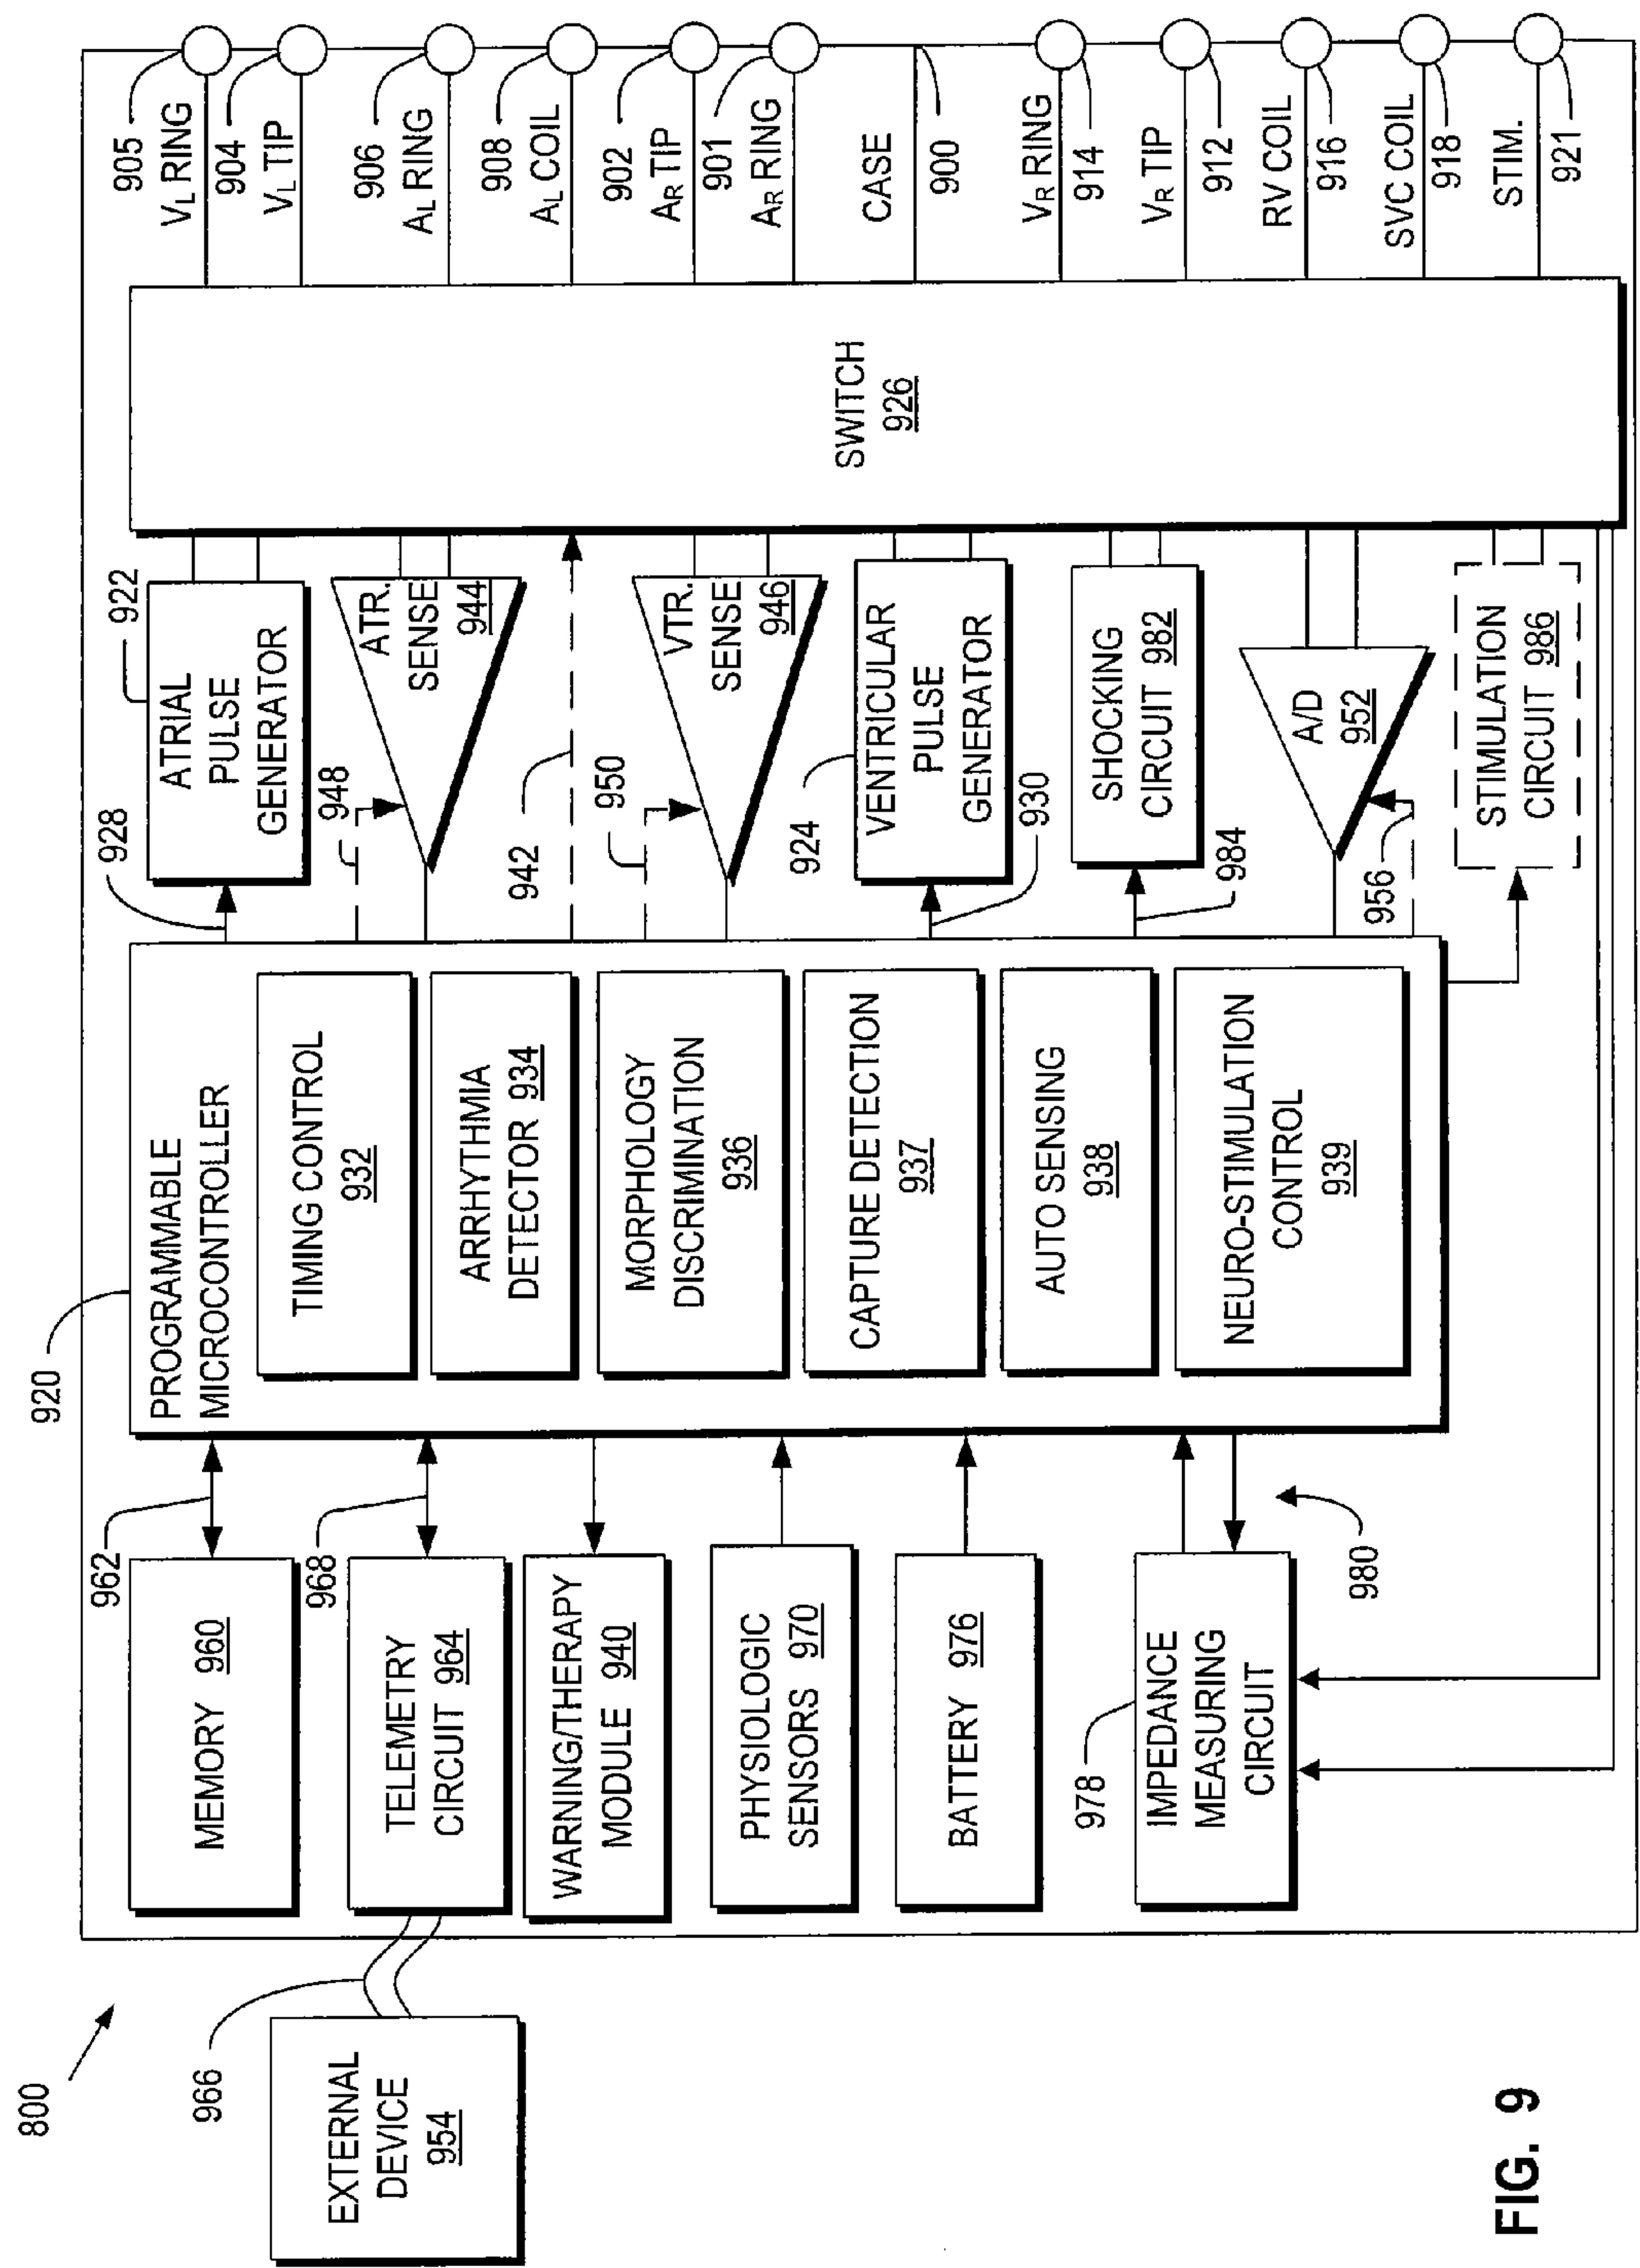 800
966
EXTERNAL
DEVICE
954
962
MEMORY 960
968
TELEMETRY
CIRCUIT 964
WARNING/THERAPY
MODULE 940
PHYSIOLOGIC
SENSORS 970
BATTERY 976
978
IMPEDANCE
MEASURING
CIRCUIT
980
920
PROGRAMMABLE
MICROCONTROLLER
TIMING CONTROL
932
ARRHYTHMIA
DETECTOR 934
MORPHOLOGY
DISCRIMINATION
936
CAPTURE DETECTION
937
AUTO SENSING
938
NEURO-STIMULATION
CONTROL
939
928
922
ATRIAL
PULSE
GENERATOR
948
ATR.
SENSE
944
942
950
VTR.
SENSE
946
924
VENTRICULAR
PULSE
GENERATOR
930
SHOCKING
CIRCUIT 982
984
A/D
952
956
STIMULATION
CIRCUIT 986
SWITCH
926
905
VL RING
904
VL TIP
906
AL RING
908
AL COIL
902
AR TIP
901
AR RING
CASE
900
VR RING
914
VR TIP
912
RV COIL
916
SVC COIL
918
STIM.
921
FIG. 9